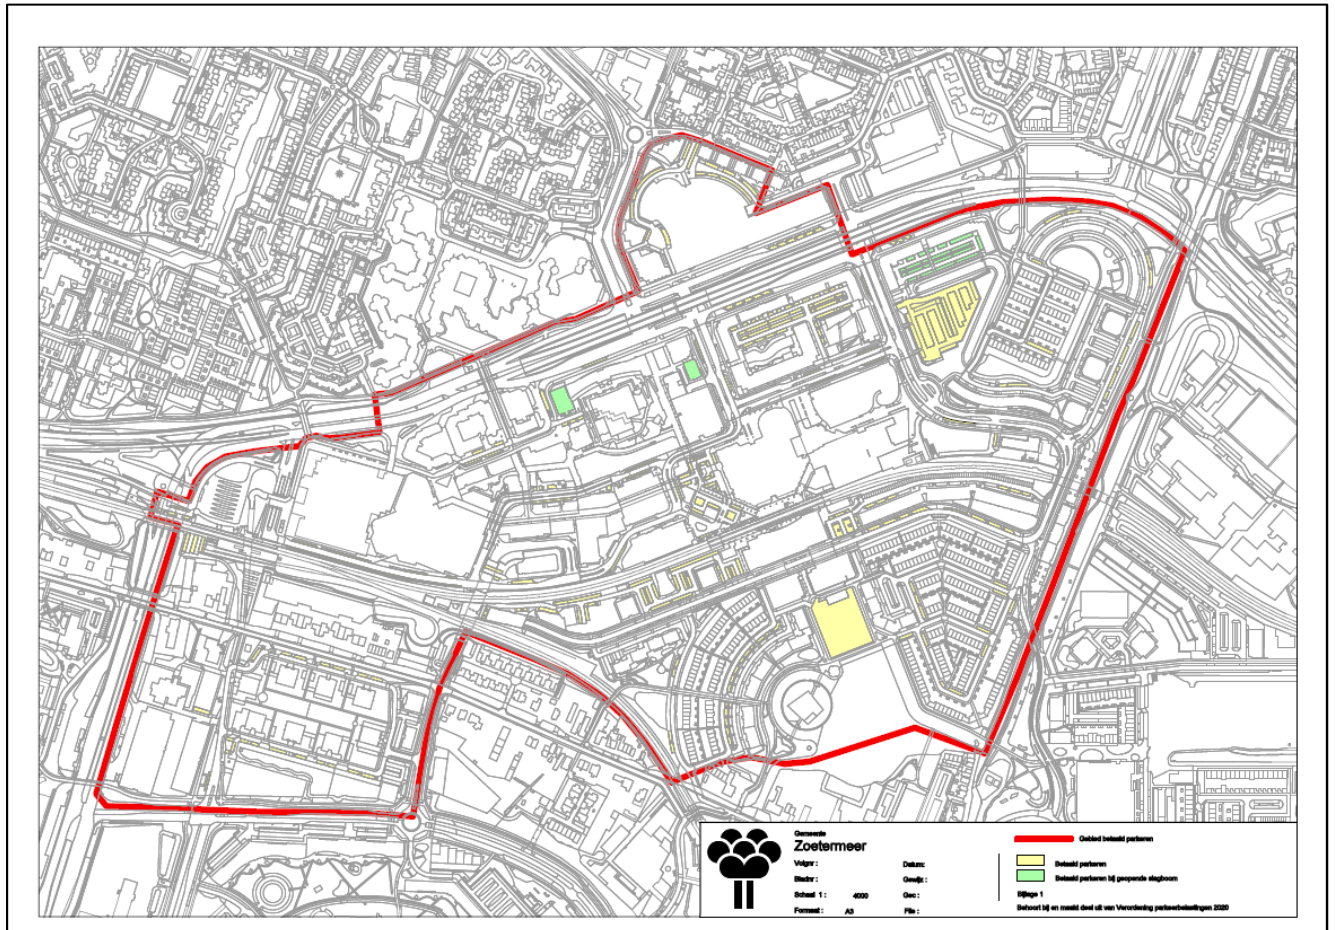 Gemeente
Zoetermeer
Volgnr :
Datum:
Bladnr :
Gewijz :
Schaal 1 : 4000
Gec :
Formaat : A3
File :
Gebied betaald parkeren
Betaald parkeren
Betaald parkeren bij geopende slagboom
Bijlage 1
Behoort bij en maakt deel uit van Verordening parkeerbelastingen 2020